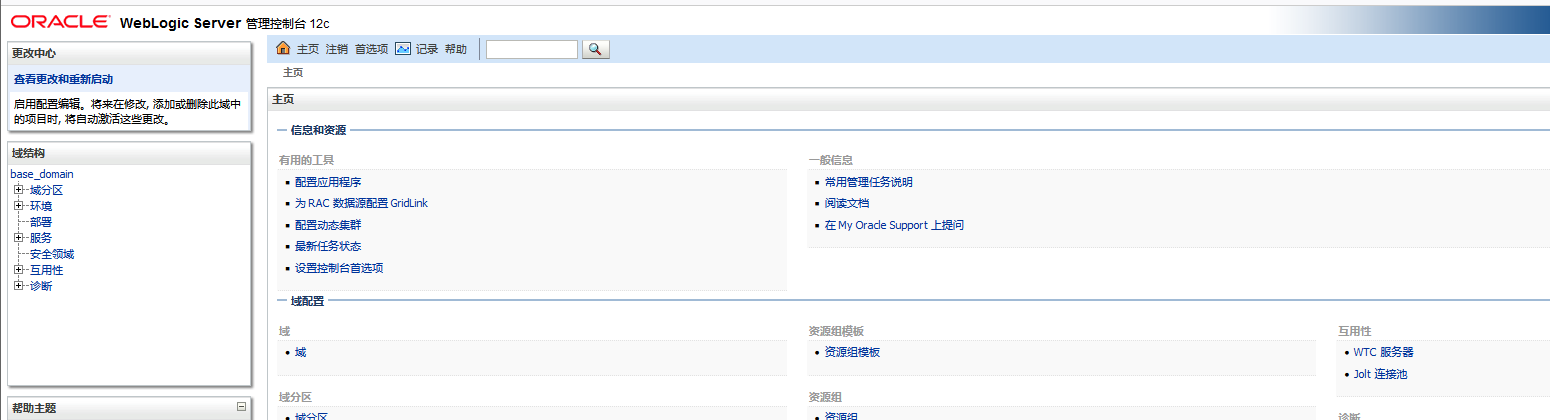 ORACLE WebLogic Server 管理控制台 12c
更改中心
查看更改和重新启动
启用配置编辑。将来在修改, 添加或删除此域中
的项目时, 将自动激活这些更改。
域结构
base_domain
域分区
环境
部署
服务
安全领域
互用性
诊断
帮助主题
主页 注销 首选项 记录 帮助
主页
主页
信息和资源
有用的工具
配置应用程序
为 RAC 数据源配置 GridLink
配置动态集群
最新任务状态
设置控制台首选项
一般信息
常用管理任务说明
阅读文档
在 My Oracle Support 上提问
域配置
域
域
域分区
域分区
资源组模板
资源组模板
资源组
资源组
互用性
WTC 服务器
Jolt 连接池
诊断